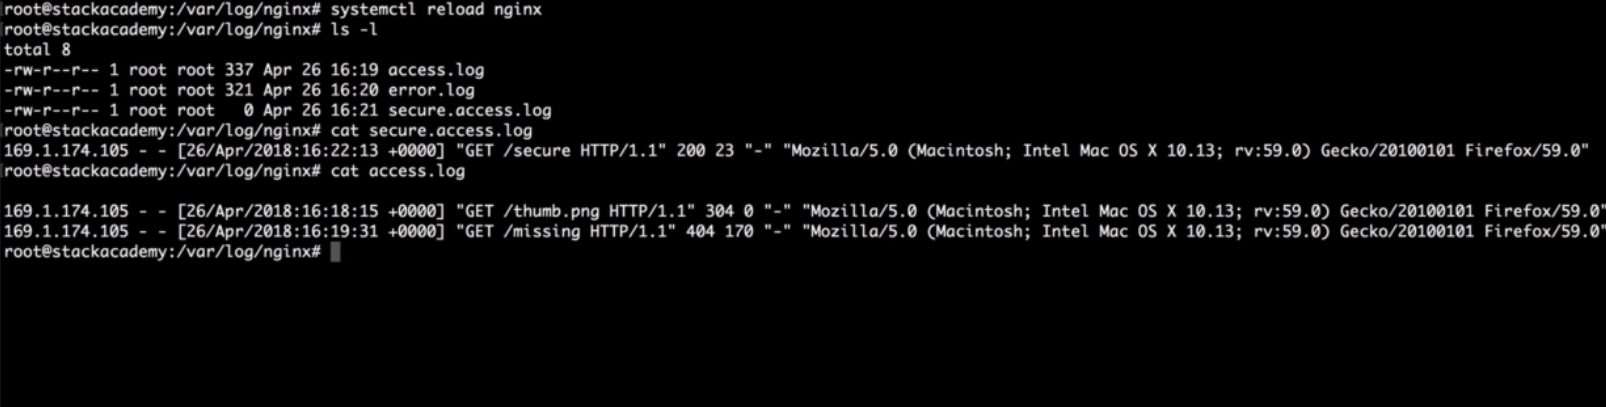 root@stackacademy:/var/log/nginx# systemctl reload nginx
root@stackacademy:/var/log/nginx# ls -l
total 8
-rw-r--r-- 1 root root 337 Apr 26 16:19 access.log
-rw-r--r-- 1 root root 321 Apr 26 16:20 error.log
-rw-r--r-- 1 root root   0 Apr 26 16:21 secure.access.log
root@stackacademy:/var/log/nginx# cat secure.access.log
169.1.174.105 - - [26/Apr/2018:16:22:13 +0000] "GET /secure HTTP/1.1" 200 23 "-" "Mozilla/5.0 (Macintosh; Intel Mac OS X 10.13; rv:59.0) Gecko/20100101 Firefox/59.0"
root@stackacademy:/var/log/nginx# cat access.log
169.1.174.105 - - [26/Apr/2018:16:18:15 +0000] "GET /thumb.png HTTP/1.1" 304 0 "-" "Mozilla/5.0 (Macintosh; Intel Mac OS X 10.13; rv:59.0) Gecko/20100101 Firefox/59.0"
169.1.174.105 - - [26/Apr/2018:16:19:31 +0000] "GET /missing HTTP/1.1" 404 170 "-" "Mozilla/5.0 (Macintosh; Intel Mac OS X 10.13; rv:59.0) Gecko/20100101 Firefox/59.0"
root@stackacademy:/var/log/nginx#